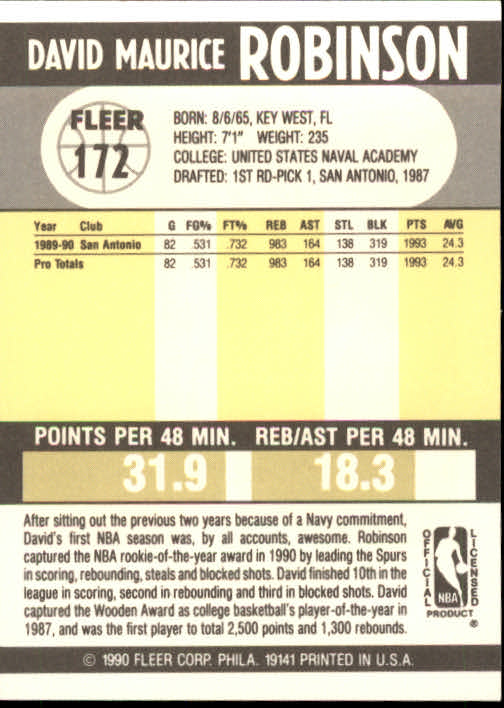 DAVID MAURICE ROBINSON
FLEER
172
BORN: 8/6/65, KEY WEST, FL
HEIGHT: 7'1" WEIGHT: 235
COLLEGE: UNITED STATES NAVAL ACADEMY
DRAFTED: 1ST RD-PICK 1, SAN ANTONIO, 1987
Year Club G FG% FT% REB AST STL BLK PTS AVG
1989-90 San Antonio 82 .531 .732 983 164 138 319 1993 24.3
Pro Totals 82 .531 .732 983 164 138 319 1993 24.3
POINTS PER 48 MIN. REB/AST PER 48 MIN.
31.9 18.3
After sitting out the previous two years because of a Navy commitment,
David's first NBA season was, by all accounts, awesome. Robinson
captured the NBA rookie-of-the-year award in 1990 by leading the Spurs
in scoring, rebounding, steals and blocked shots. David finished 10th in the
league in scoring, second in rebounding and third in blocked shots. David
captured the Wooden Award as college basketball's player-of-the-year in
1987, and was the first player to total 2,500 points and 1,300 rebounds.
OFFICIAL
LICENSED
NBA
PRODUCT ®
© 1990 FLEER CORP. PHILA. 19141 PRINTED IN U.S.A.